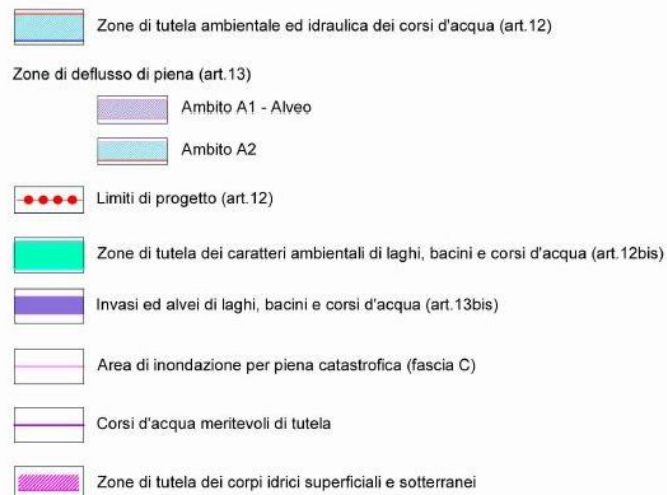 Zone di tutela ambientale ed idraulica dei corsi d'acqua (art.12)
Zone di deflusso di piena (art.13)
Ambito A1 - Alveo
Ambito A2
Limiti di progetto (art.12)
Zone di tutela dei caratteri ambientali di laghi, bacini e corsi d'acqua (art.12bis)
Invasi ed alvei di laghi, bacini e corsi d'acqua (art.13bis)
Area di inondazione per piena catastrofica (fascia C)
Corsi d'acqua meritevoli di tutela
Zone di tutela dei corpi idrici superficiali e sotterranei